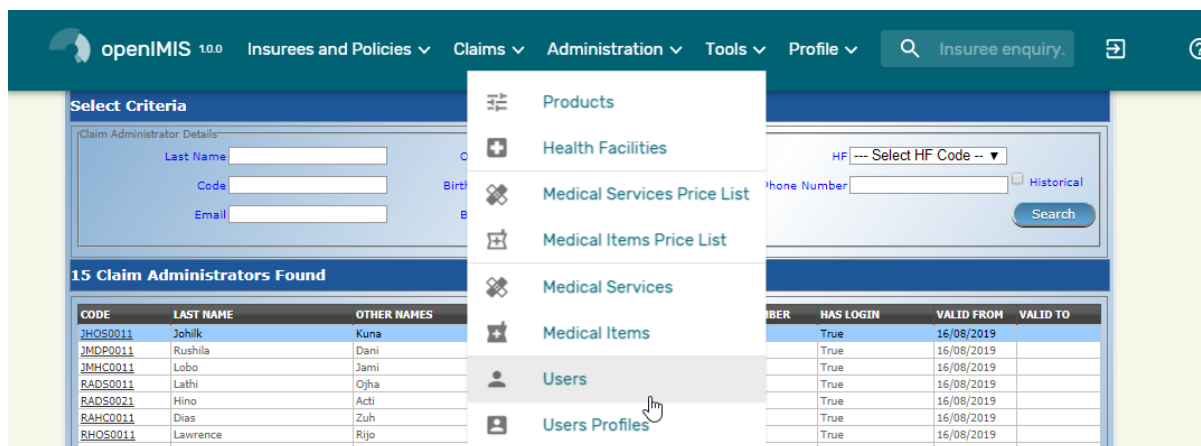 openIMIS 1.0.0 Insurees and Policies Claims Administration Tools Profile Insuree enquiry.
Select Criteria
Claim Administrator Details
Last Name
HF --- Select HF Code --
Code
Phone Number
Historical
Email
Search
Products
Health Facilities
Medical Services Price List
Medical Items Price List
Medical Services
Medical Items
Users
Users Profiles
15 Claim Administrators Found
CODE LAST NAME OTHER NAMES HAS LOGIN VALID FROM VALID TO
JHOS0011 Johilk Kuna True 16/08/2019
JMDP0011 Rushila Dani True 16/08/2019
JMHC0011 Lobo Jami True 16/08/2019
RADS0011 Lathi Ojha True 16/08/2019
RADS0021 Hino Acti True 16/08/2019
RAHC0011 Dias Zuh True 16/08/2019
RHOS0011 Lawrence Rijo True 16/08/2019